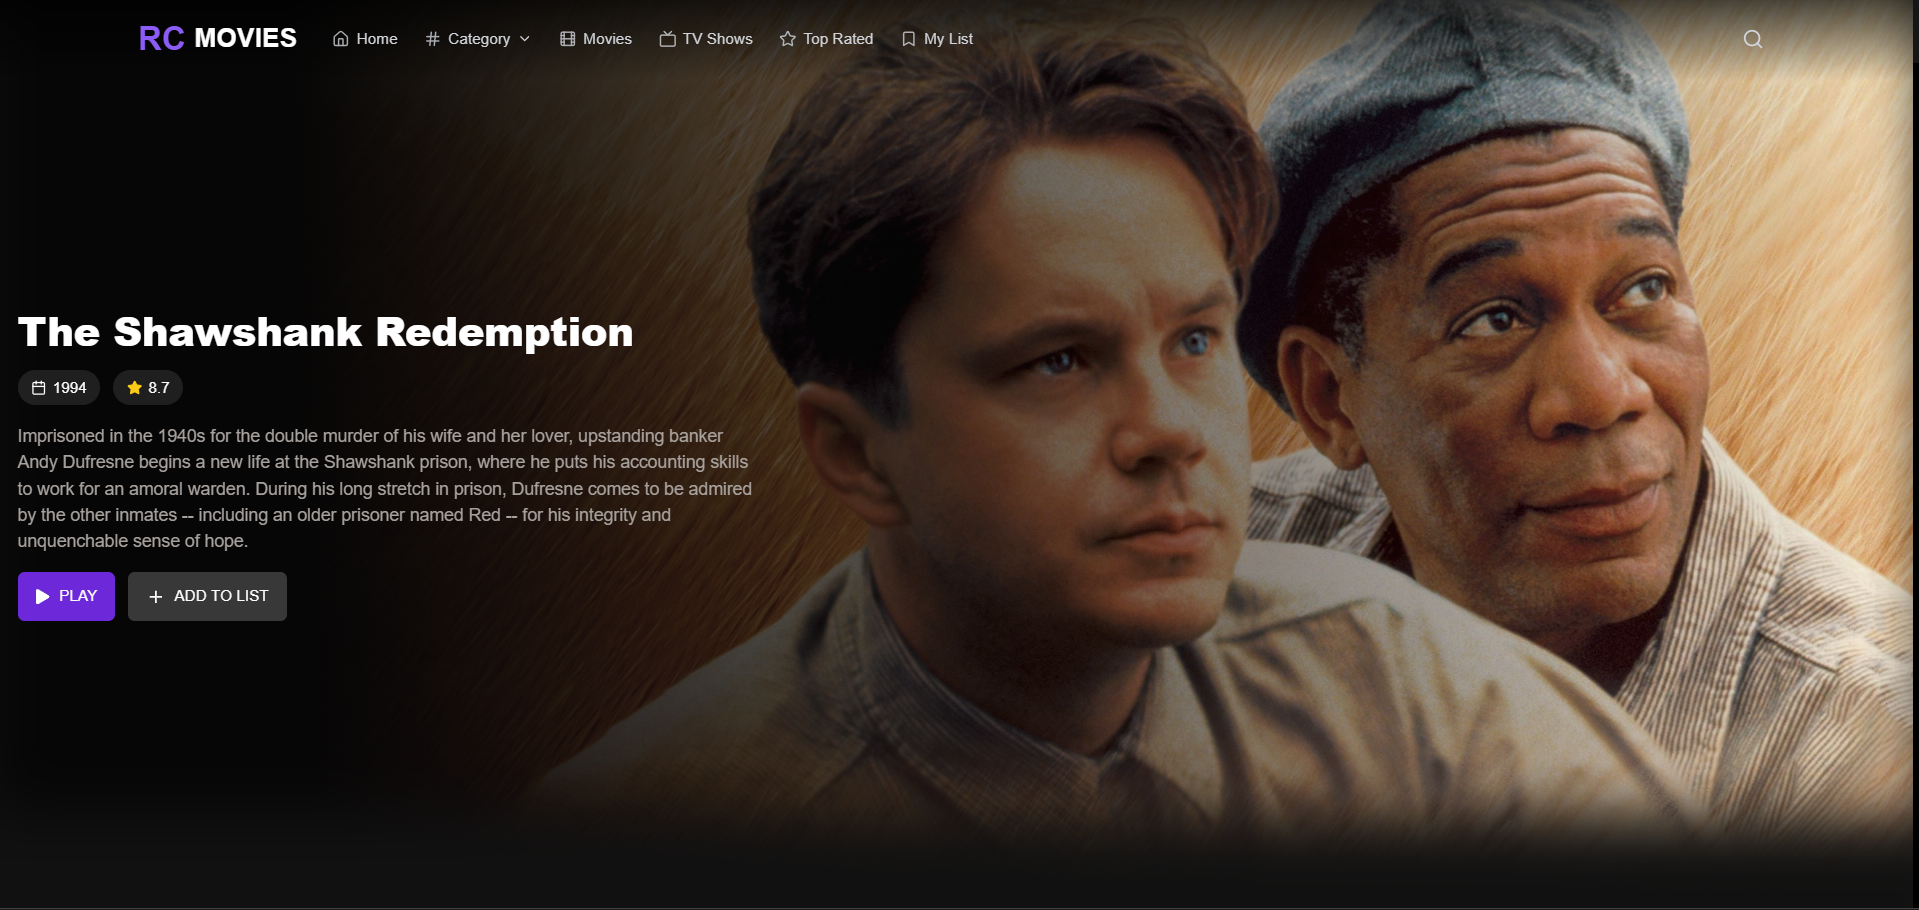 RC MOVIES Home Category Movies TV Shows Top Rated My List
The Shawshank Redemption
1994 8.7
Imprisoned in the 1940s for the double murder of his wife and her lover, upstanding banker
Andy Dufresne begins a new life at the Shawshank prison, where he puts his accounting skills
to work for an amoral warden. During his long stretch in prison, Dufresne comes to be admired
by the other inmates -- including an older prisoner named Red -- for his integrity and
unquenchable sense of hope.
PLAY ADD TO LIST